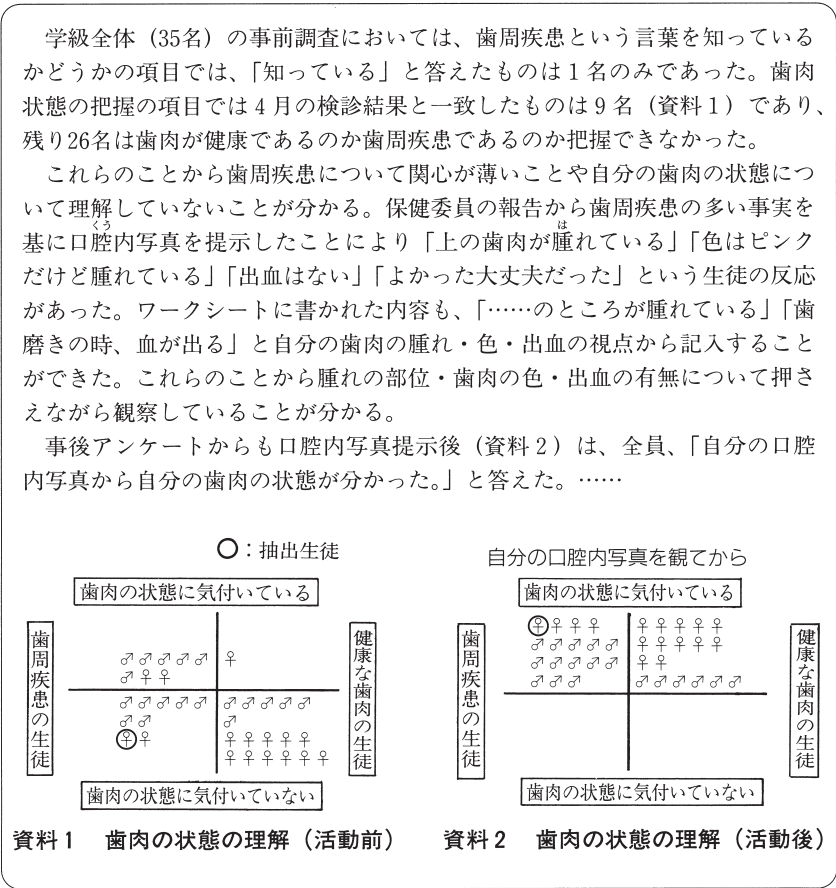 学級全体（35名）の事前調査においては、歯周疾患という言葉を知っている
かどうかの項目では、「知っている」と答えたものは１名のみであった。歯肉
状態の把握の項目では４月の検診結果と一致したものは９名（資料１）であり、
残り26名は歯肉が健康であるのか歯周疾患であるのか把握できなかった。
これらのことから歯周疾患について関心が薄いことや自分の歯肉の状態につ
いて理解していないことが分かる。保健委員の報告から歯周疾患の多い事実を
くう
は
基に口腔内写真を提示したことにより「上の歯肉が腫れている」「色はピンク
だけど腫れている」「出血はない」「よかった大丈夫だった」という生徒の反応
があった。ワークシートに書かれた内容も、「……のところが腫れている」「歯
磨きの時、血が出る」と自分の歯肉の腫れ・色・出血の視点から記入すること
ができた。これらのことから腫れの部位・歯肉の色・出血の有無について押さ
えながら観察していることが分かる。
事後アンケートからも口腔内写真提示後（資料２）は、全員、「自分の口腔
内写真から自分の歯肉の状態が分かった。」と答えた。……
〇：抽出生徒
歯肉の状態に気付いている
歯周疾患の生徒
健康な歯肉の生徒
♂♂♂♂♂
♂♀♀
♀
♂♂♂♂♂
♂♂
♀♀
♂♂♂♂♂
♂
♀♀♀♀♀
♀♀♀♀♀♀
歯肉の状態に気付いていない
資料１　歯肉の状態の理解（活動前）
自分の口腔内写真を観てから
歯肉の状態に気付いている
歯周疾患の生徒
健康な歯肉の生徒
♀♀♀♀
♂♂♂♂♂
♂♂♂♂♂
♂♂♂
♀♀♀♀♀
♀♀♀♀♀
♀♀
♂♂♂♂♂♂
歯肉の状態に気付いていない
資料２　歯肉の状態の理解（活動後）